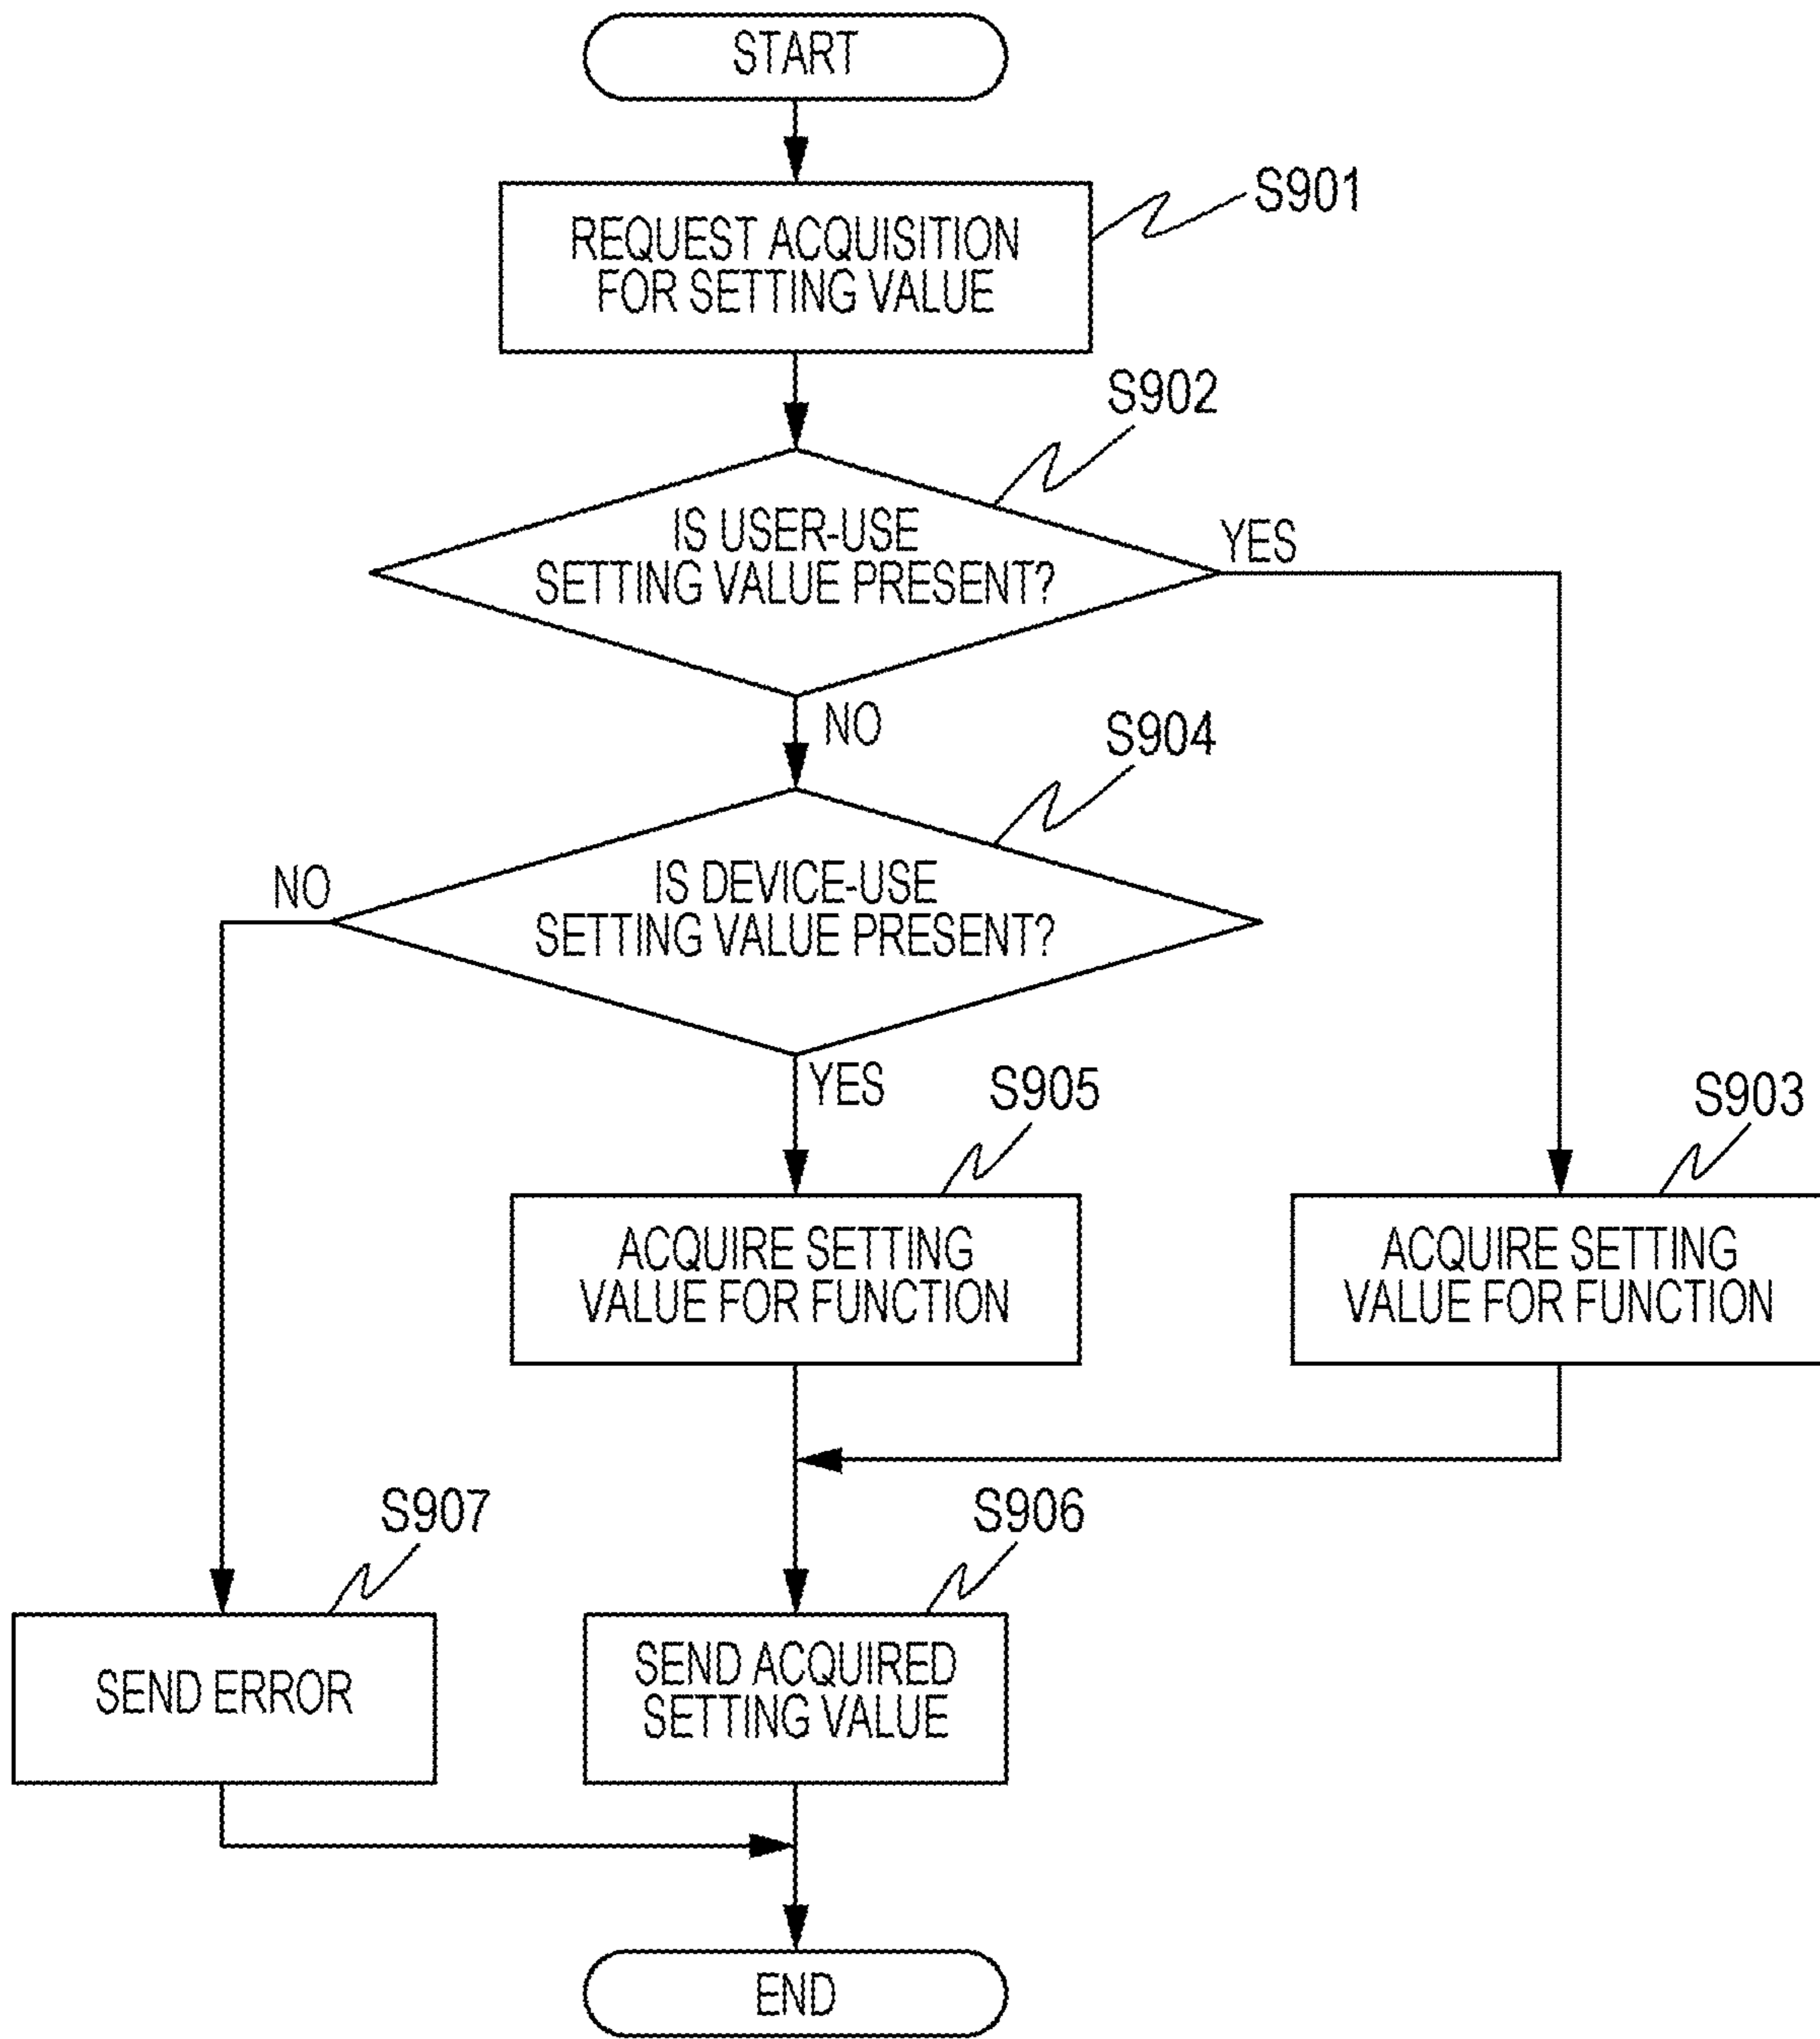 START
S901
REQUEST ACQUISITION
FOR SETTING VALUE
S902
IS USER-USE
SETTING VALUE PRESENT?
YES
NO
S904
IS DEVICE-USE
SETTING VALUE PRESENT?
NO
YES
S905
S903
ACQUIRE SETTING
VALUE FOR FUNCTION
ACQUIRE SETTING
VALUE FOR FUNCTION
S907
S906
SEND ERROR
SEND ACQUIRED
SETTING VALUE
END